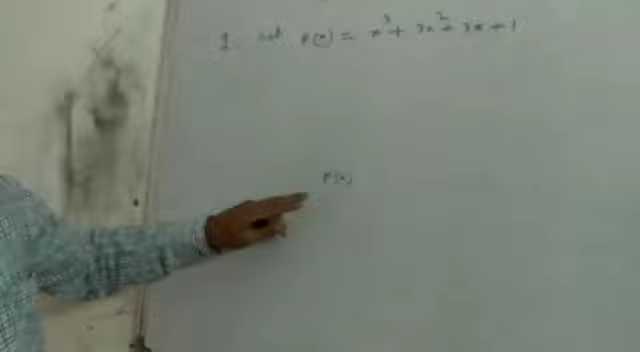 1. Let P(x) = x³ + 3x² + 3x + 1
P(x)